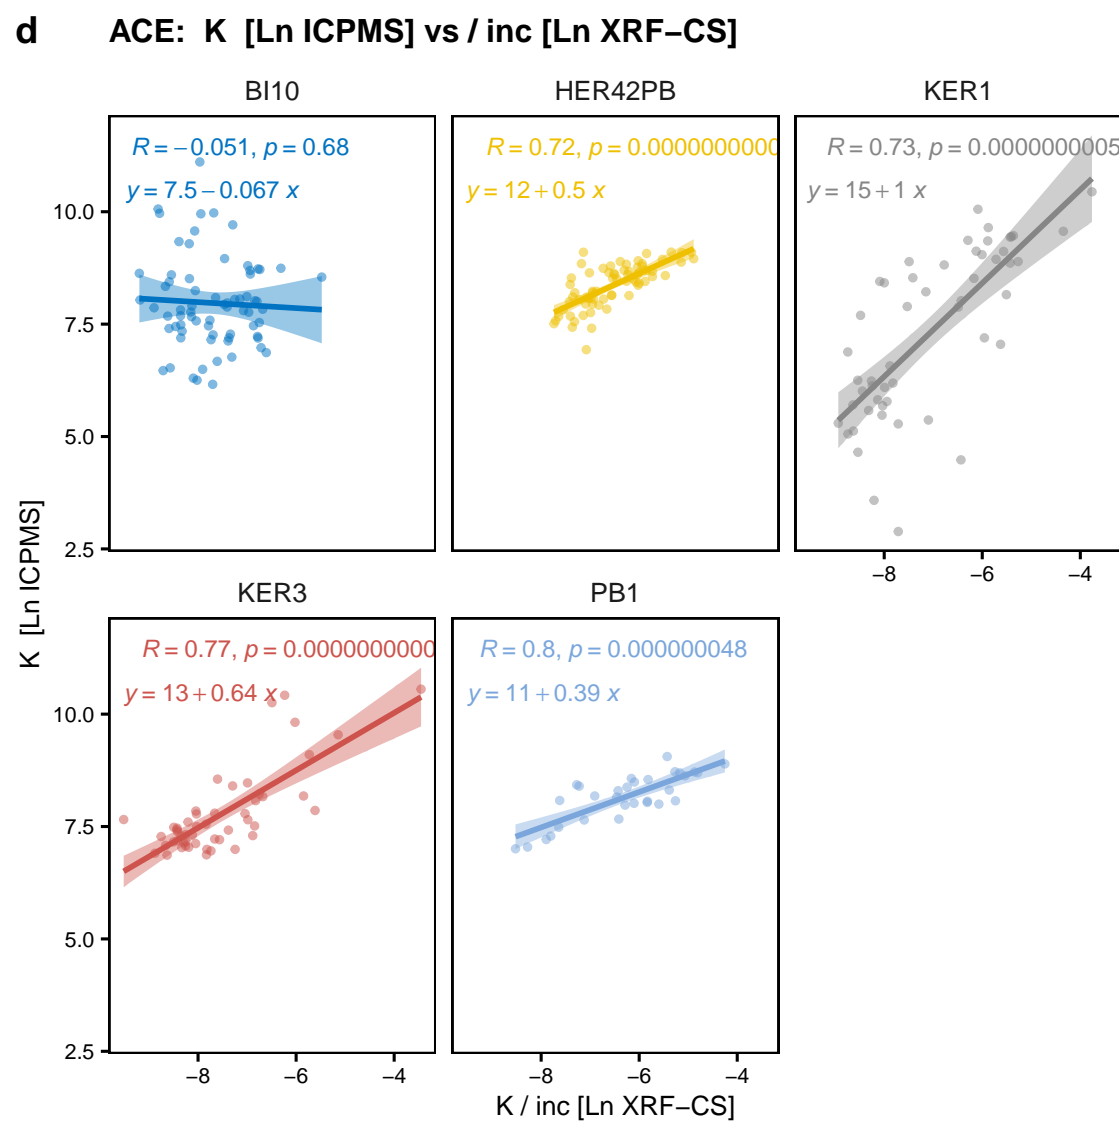 d ACE: K [Ln ICPMS] vs / inc [Ln XRF−CS]
BI10 HER42PB KER1
R = −0.051, p = 0.68 R = 0.72, p = 0.0000000000 R = 0.73, p = 0.0000000005
y = 7.5 − 0.067 x y = 12 + 0.5 x y = 15 + 1 x
10.0
7.5
5.0
2.5
−8 −6 −4
K [Ln ICPMS]
KER3 PB1
R = 0.77, p = 0.0000000000 R = 0.8, p = 0.000000048
y = 13 + 0.64 x y = 11 + 0.39 x
10.0
7.5
5.0
2.5
−8 −6 −4 −8 −6 −4
K / inc [Ln XRF−CS]